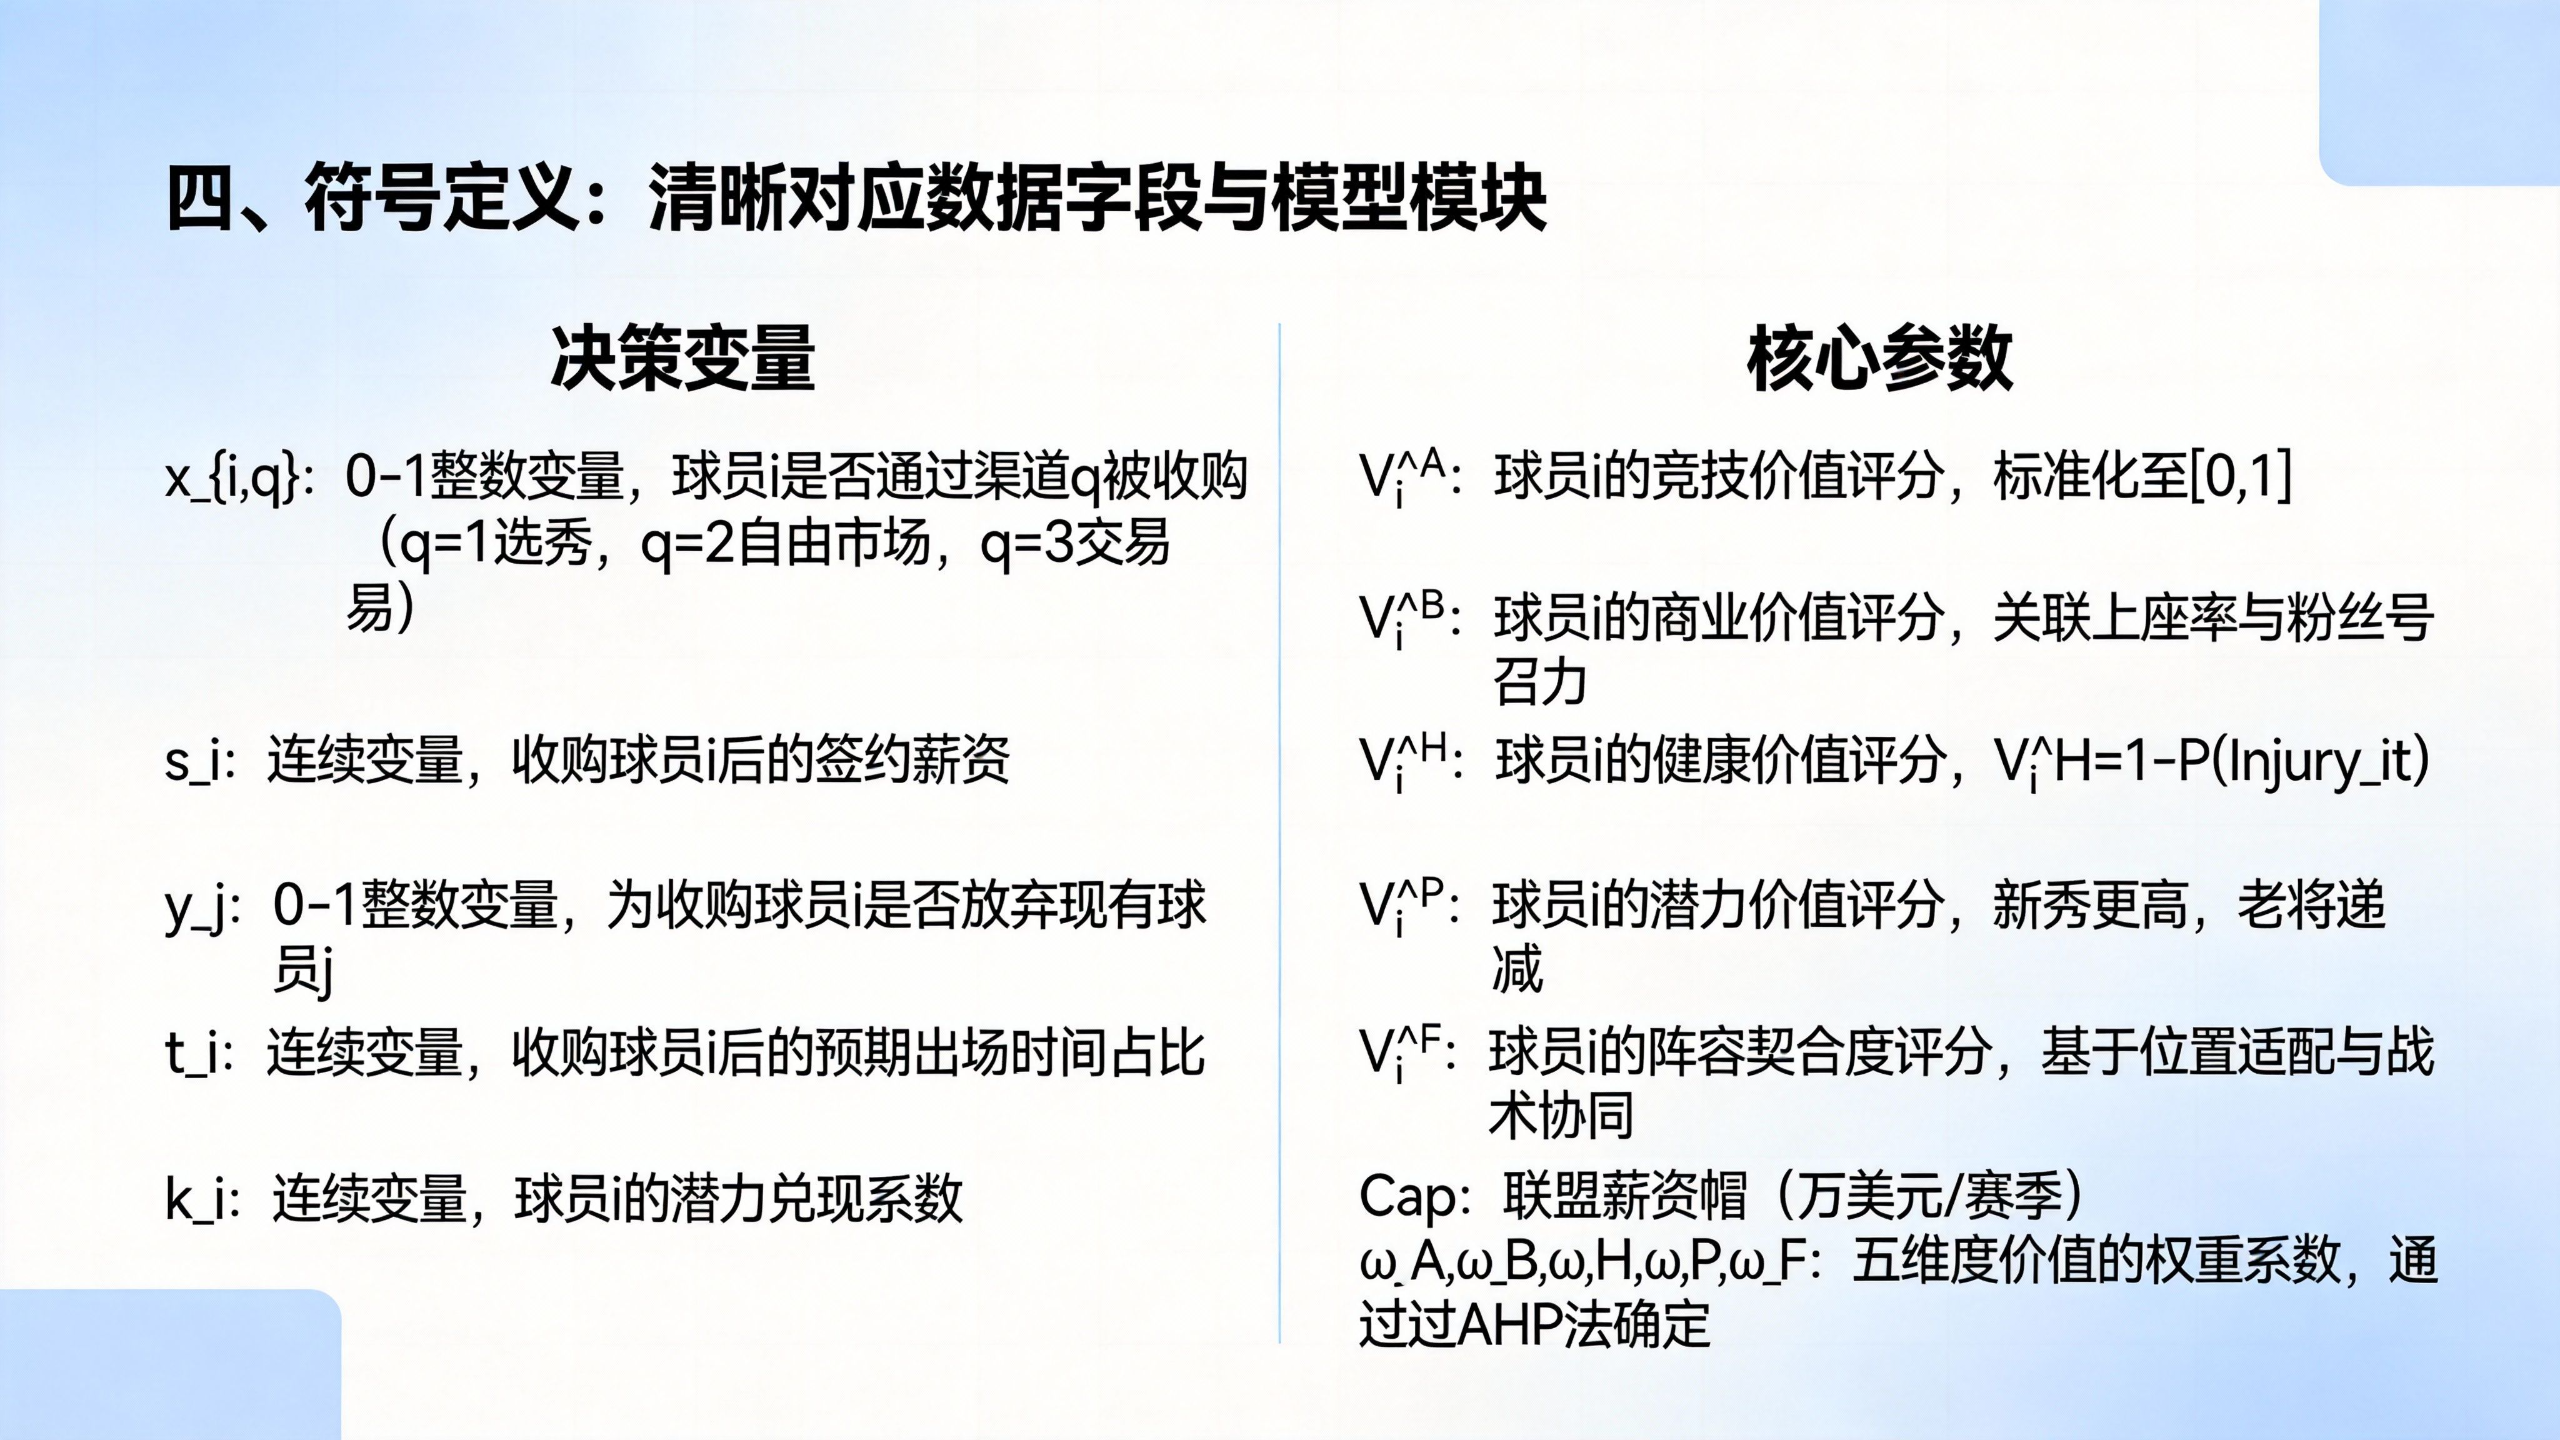 四、符号定义：清晰对应数据字段与模型模块
决策变量
x_{i,q}：0-1整数变量，球员i是否通过渠道q被收购
（q=1选秀，q=2自由市场，q=3交易
易）
s_i：连续变量，收购球员i后的签约薪资
y_j：0-1整数变量，为收购球员i是否放弃现有球
员j
t_i：连续变量，收购球员i后的预期出场时间占比
k_i：连续变量，球员i的潜力兑现系数
核心参数
V_i^A：球员i的竞技价值评分，标准化至[0,1]
V_i^B：球员i的商业价值评分，关联上座率与粉丝号
召力
V_i^H：球员i的健康价值评分，V_i^H=1-P(Injury_it)
V_i^P：球员i的潜力价值评分，新秀更高，老将递
减
V_i^F：球员i的阵容契合度评分，基于位置适配与战
术协同
Cap：联盟薪资帽（万美元/赛季）
ω_A,ω_B,ω,H,ω,P,ω_F：五维度价值的权重系数，通
过过AHP法确定